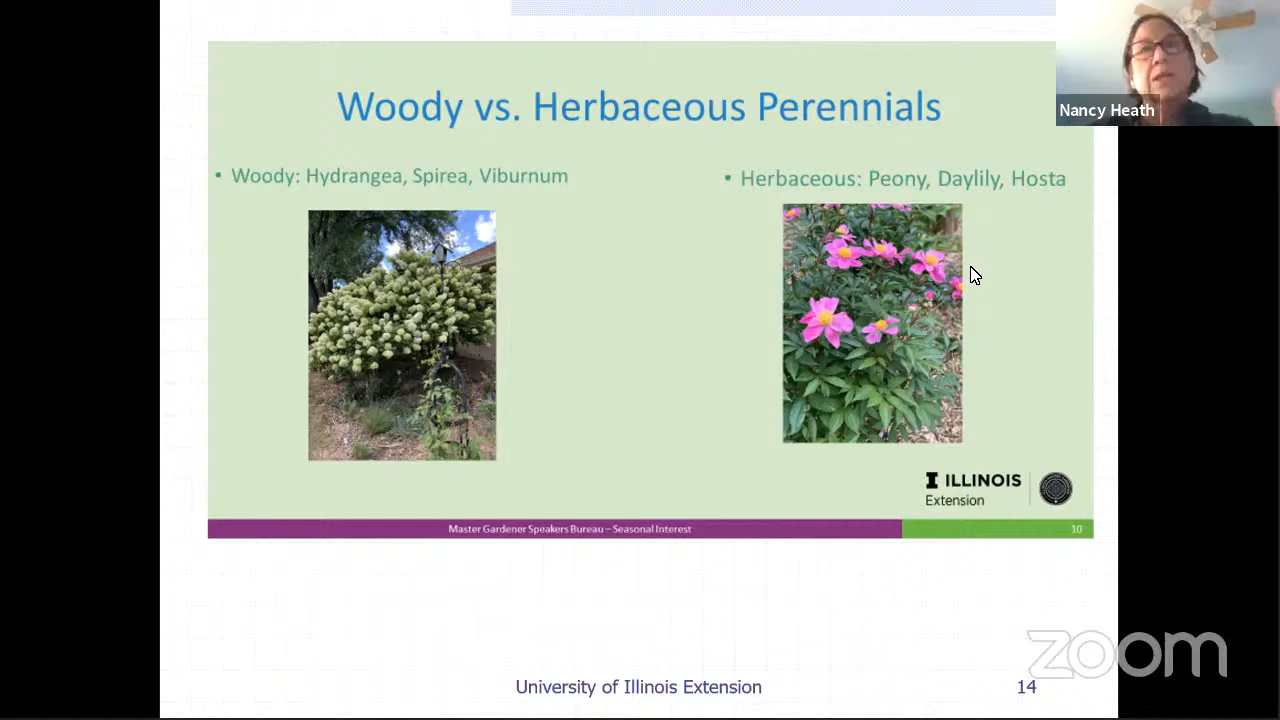 Woody vs. Herbaceous Perennials
Nancy Heath
• Woody: Hydrangea, Spirea, Viburnum
• Herbaceous: Peony, Daylily, Hosta
I ILLINOIS
Extension
Master Gardener Speakers Bureau – Seasonal Interest
10
University of Illinois Extension
14
zoom